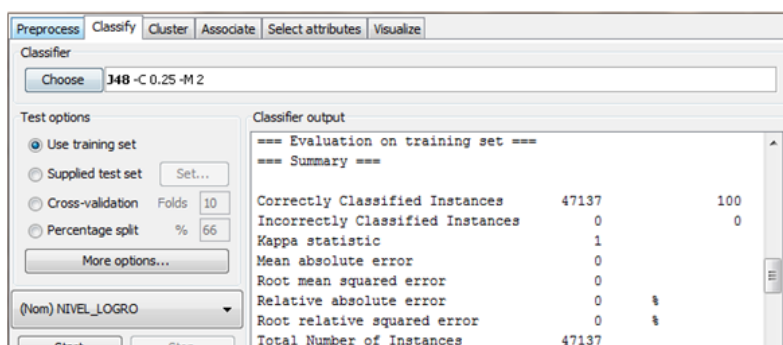 Preprocess Classify Cluster Associate Select attributes Visualize
Classifier
Choose J48 -C 0.25 -M 2
Test options
Use training set
Supplied test set Set...
Cross-validation Folds 10
Percentage split % 66
More options...
(Nom) NIVEL_LOGRO
Start Stop
Classifier output
=== Evaluation on training set ===
=== Summary ===
Correctly Classified Instances 47137 100
Incorrectly Classified Instances 0 0
Kappa statistic 1
Mean absolute error 0
Root mean squared error 0
Relative absolute error 0 %
Root relative squared error 0 %
Total Number of Instances 47137